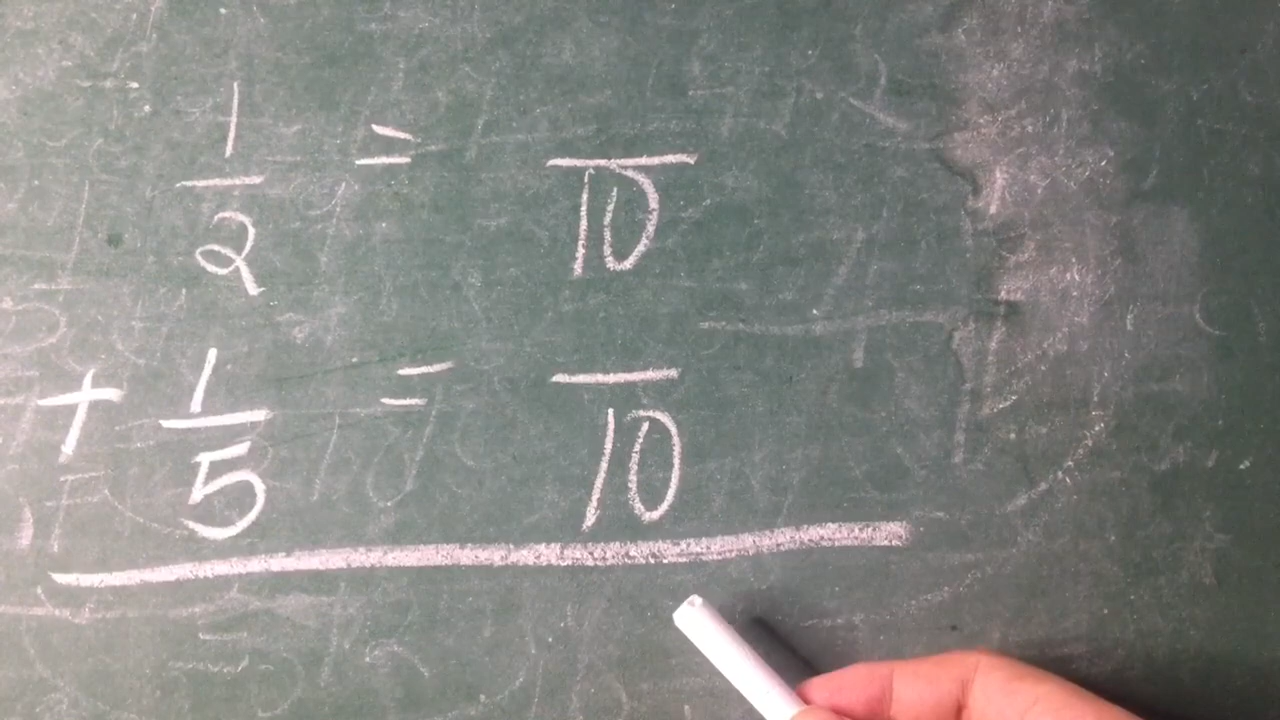 1/2 = /10
+ 1/5 = /10